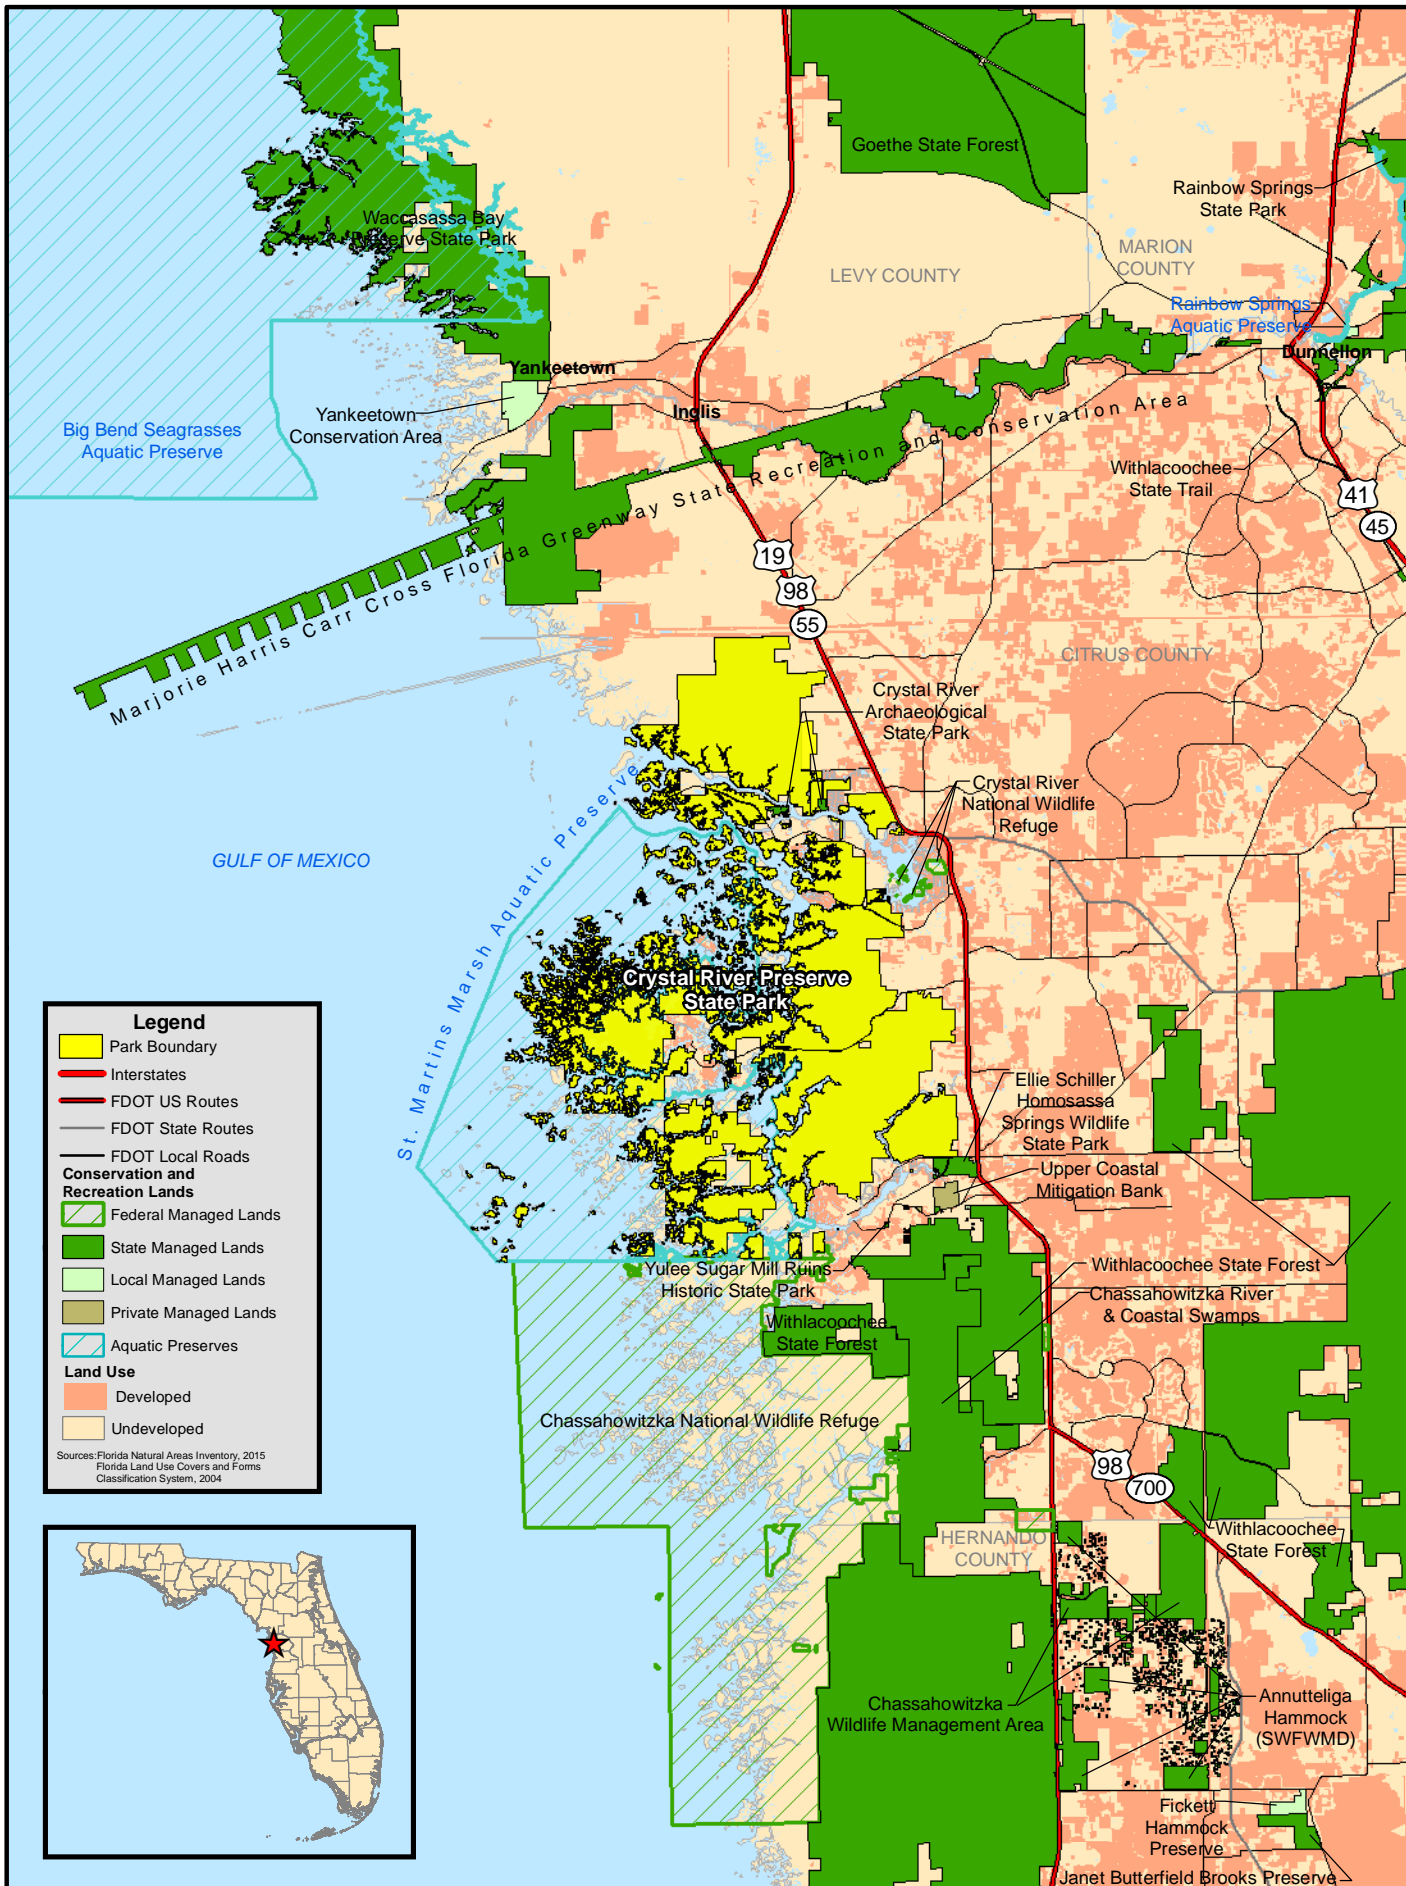 Goethe State Forest
Rainbow Springs
State Park
Waccasassa Bay
Preserve State Park
MARION
COUNTY
LEVY COUNTY
Rainbow Springs
Aquatic Preserve
Dunnellon
Yankeetown
Yankeetown
Conservation Area
Inglis
Big Bend Seagrasses
Aquatic Preserve
Withlacoochee
State Trail
41
45
Marjorie Harris Carr Cross Florida Greenway State Recreation and Conservation Area
19
98
55
CITRUS COUNTY
Crystal River
Archaeological
State Park
Crystal River
National Wildlife
Refuge
GULF OF MEXICO
St. Martins Marsh Aquatic Preserve
Crystal River Preserve
State Park
Legend
Park Boundary
Interstates
FDOT US Routes
FDOT State Routes
FDOT Local Roads
Conservation and
Recreation Lands
Federal Managed Lands
State Managed Lands
Local Managed Lands
Private Managed Lands
Aquatic Preserves
Land Use
Developed
Undeveloped
Sources:Florida Natural Areas Inventory, 2015
Florida Land Use Covers and Forms
Classification System, 2004
Ellie Schiller
Homosassa
Springs Wildlife
State Park
Upper Coastal
Mitigation Bank
Yulee Sugar Mill Ruins
Historic State Park
Withlacoochee State Forest
Chassahowitzka River
& Coastal Swamps
Withlacoochee
State Forest
Chassahowitzka National Wildlife Refuge
98
700
Withlacoochee
State Forest
HERNANDO
COUNTY
Chassahowitzka
Wildlife Management Area
Annutteliga
Hammock
(SWFWMD)
Fickett
Hammock
Preserve
Janet Butterfield Brooks Preserve